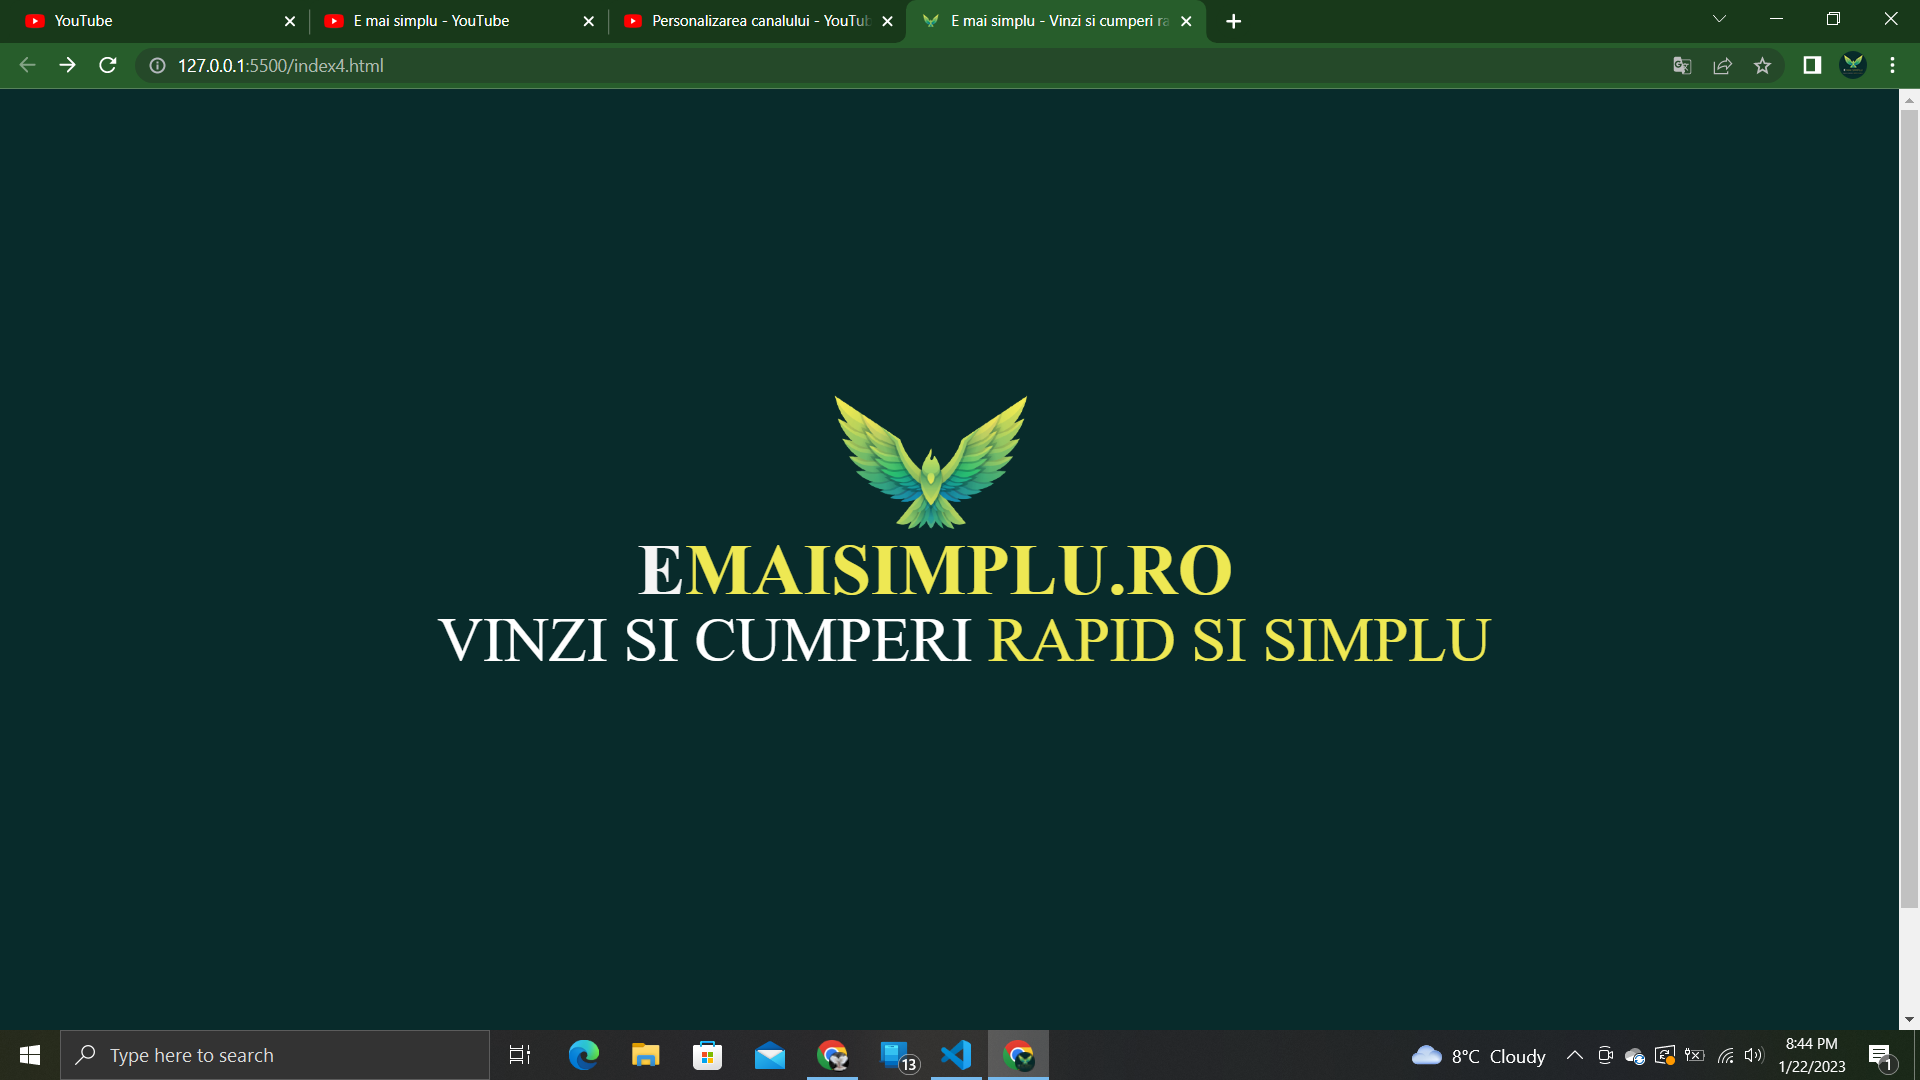 YouTube
E mai simplu - YouTube
Personalizarea canalului - YouTub
E mai simplu - Vinzi si cumperi ra
127.0.0.1:5500/index4.html
EMAISIMPLU.RO
VINZI SI CUMPERI RAPID SI SIMPLU
Type here to search
13
8°C Cloudy
8:44 PM
1/22/2023
1